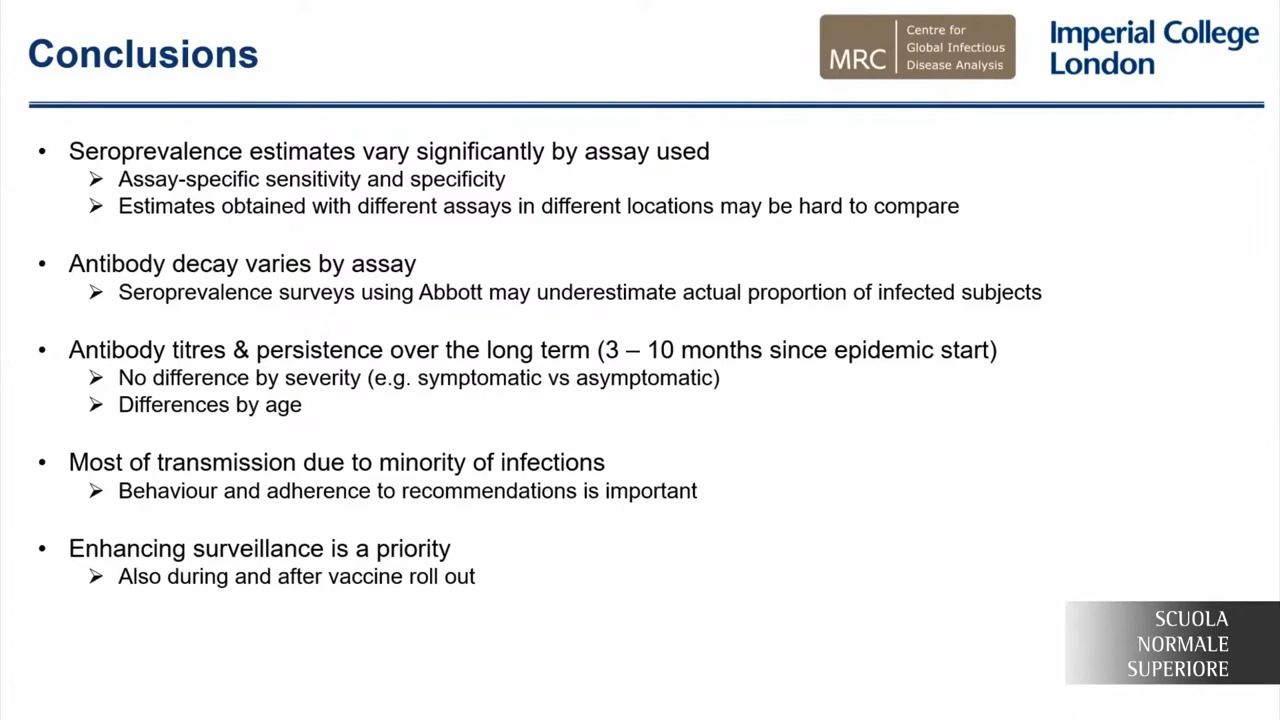 Conclusions
MRC
Centre for
Global Infectious
Disease Analysis
Imperial College
London
• Seroprevalence estimates vary significantly by assay used
➢ Assay-specific sensitivity and specificity
➢ Estimates obtained with different assays in different locations may be hard to compare
• Antibody decay varies by assay
➢ Seroprevalence surveys using Abbott may underestimate actual proportion of infected subjects
• Antibody titres & persistence over the long term (3 – 10 months since epidemic start)
➢ No difference by severity (e.g. symptomatic vs asymptomatic)
➢ Differences by age
• Most of transmission due to minority of infections
➢ Behaviour and adherence to recommendations is important
• Enhancing surveillance is a priority
➢ Also during and after vaccine roll out
SCUOLA
NORMALE
SUPERIORE